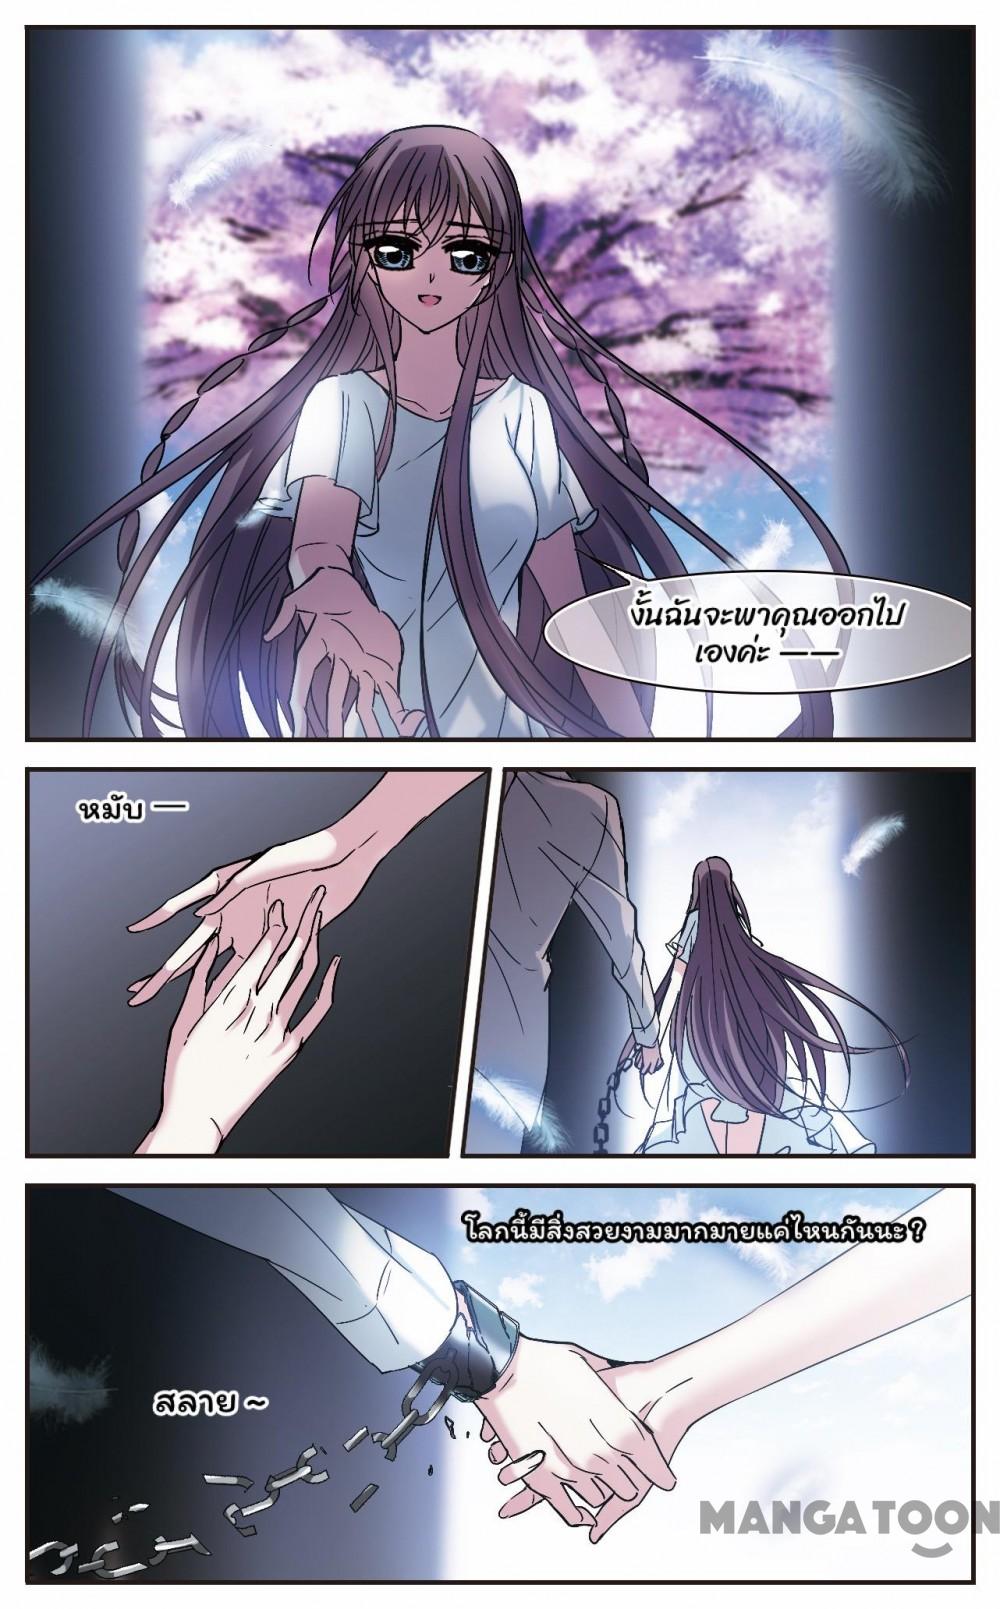 งั้นฉันจะพาคุณออกไป
เองค่ะ ——
หมับ —
โลกนี้มีสิ่งสวยงามมากมายแค่ไหนกันนะ ?
สลาย ~
MANGATOON